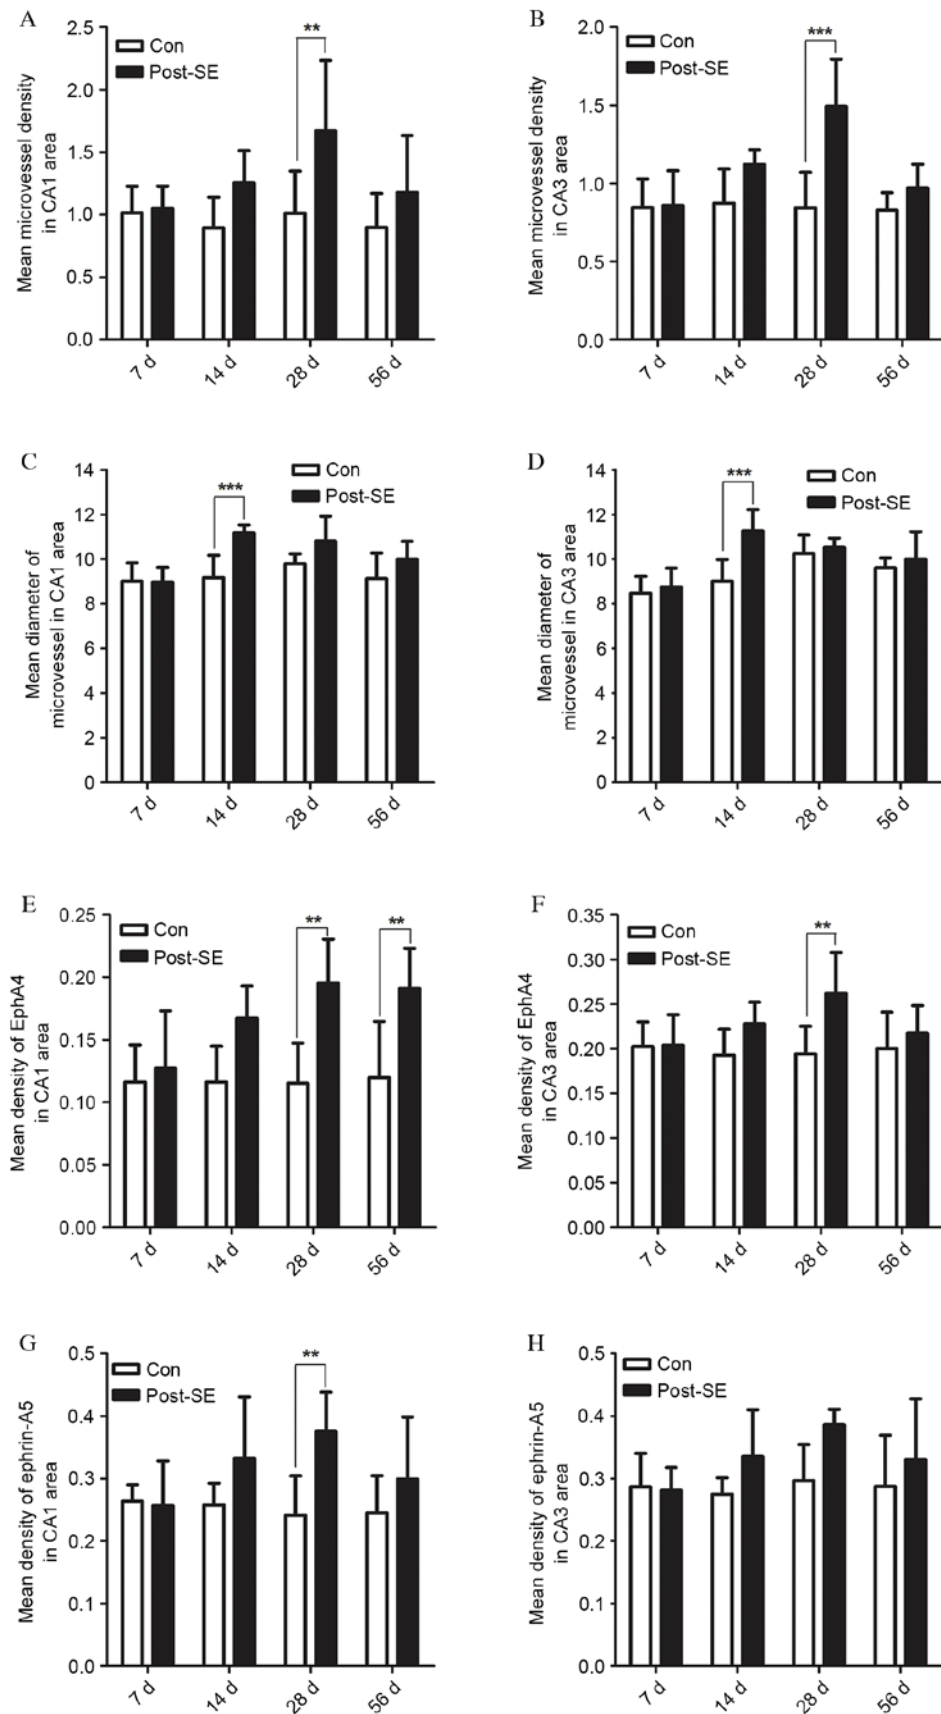 A
Mean microvessel density
in CA1 area
2.5
2.0
1.5
1.0
0.5
0.0
Con
Post-SE
**
7 d
14 d
28 d
56 d
B
Mean microvessel density
in CA3 area
2.0
1.5
1.0
0.5
0.0
Con
Post-SE
***
7 d
14 d
28 d
56 d
C
Mean diameter of
microvessel in CA1 area
14
12
10
8
6
4
2
0
Con
Post-SE
***
7 d
14 d
28 d
56 d
D
Mean diameter of
microvessel in CA3 area
14
12
10
8
6
4
2
0
Con
Post-SE
***
7 d
14 d
28 d
56 d
E
Mean density of EphA4
in CA1 area
0.25
0.20
0.15
0.10
0.05
0.00
Con
Post-SE
**
**
7 d
14 d
28 d
56 d
F
Mean density of EphA4
in CA3 area
0.35
0.30
0.25
0.20
0.15
0.10
0.05
0.00
Con
Post-SE
**
7 d
14 d
28 d
56 d
G
Mean density of ephrin-A5
in CA1 area
0.5
0.4
0.3
0.2
0.1
0.0
Con
Post-SE
**
7 d
14 d
28 d
56 d
H
Mean density of ephrin-A5
in CA3 area
0.5
0.4
0.3
0.2
0.1
0.0
Con
Post-SE
7 d
14 d
28 d
56 d